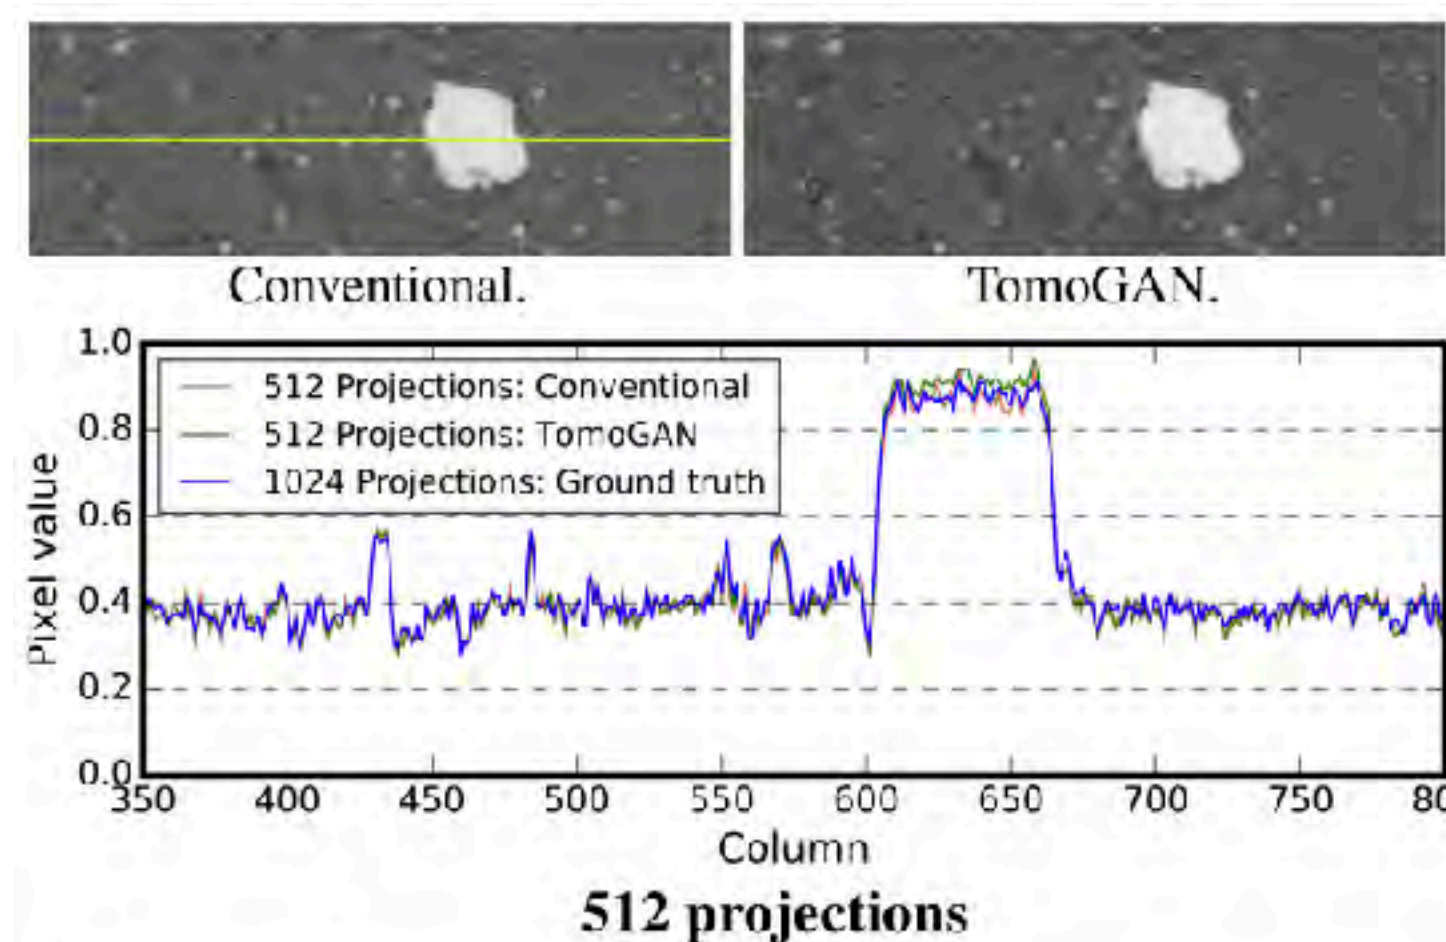 Conventional.
TomoGAN.
1.0
512 Projections: Conventional
512 Projections: TomoGAN
1024 Projections: Ground truth
0.8
0.6
0.4
0.2
0.0
Pixel value
350 400 450 500 550 600 650 700 750 80
Column
512 projections